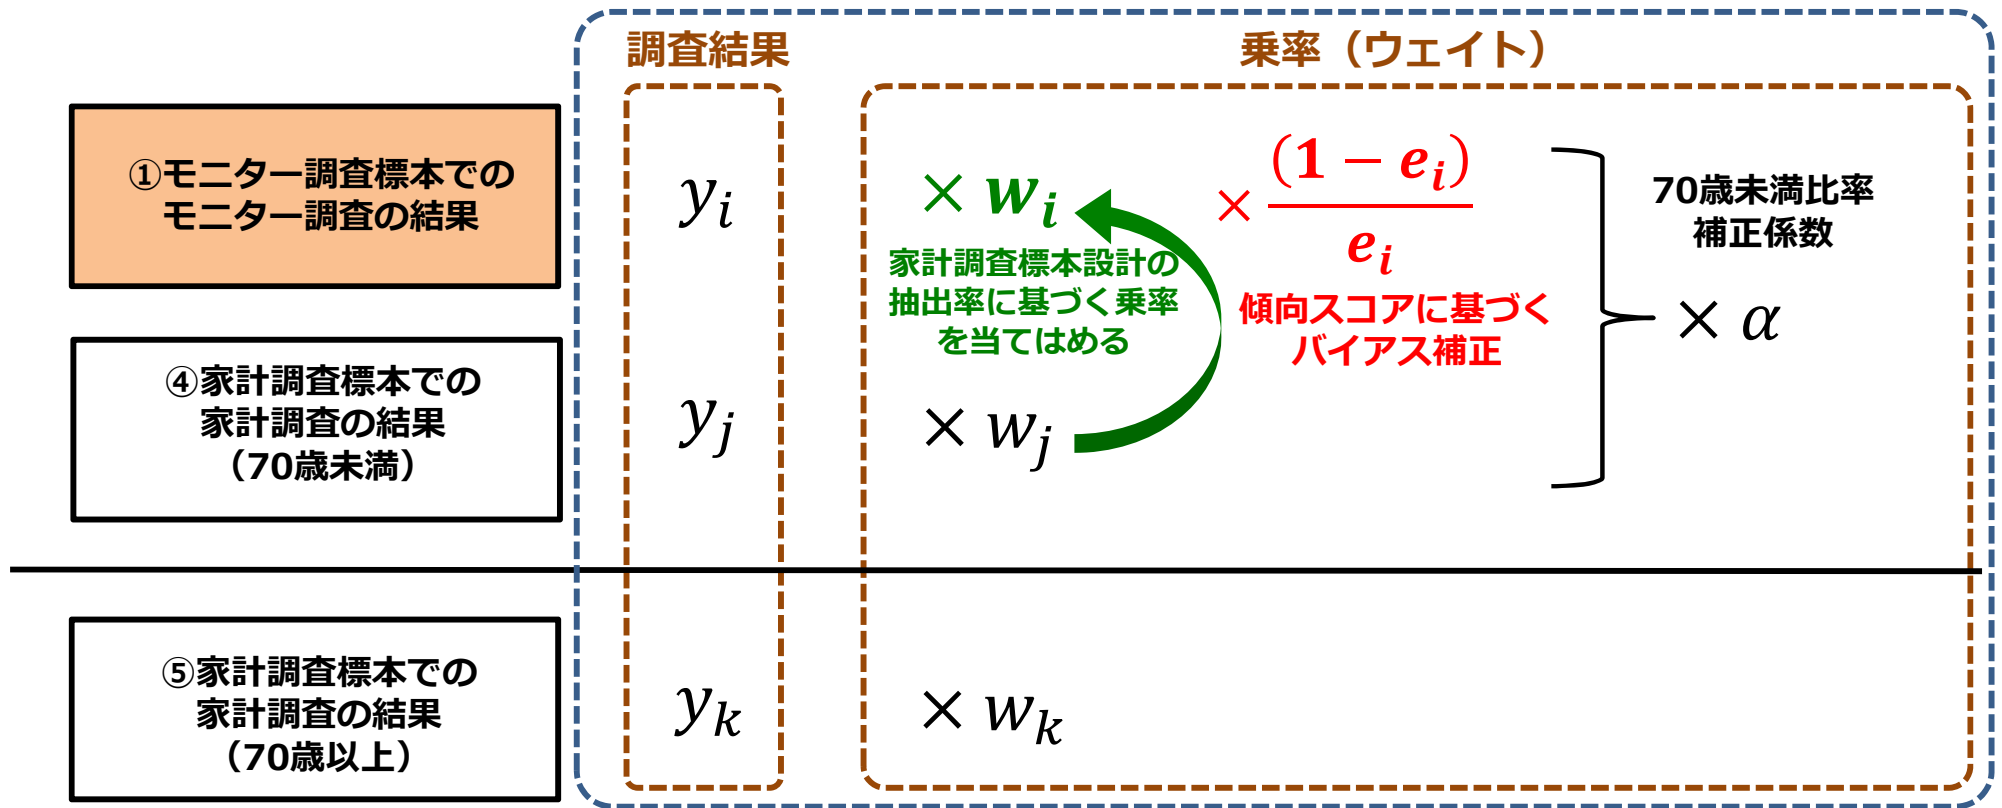 調査結果
乗率（ウェイト）
①モニター調査標本での
モニター調査の結果
y_i
× w_i
× (1 − e_i) / e_i
家計調査標本設計の
抽出率に基づく乗率
を当てはめる
傾向スコアに基づく
バイアス補正
70歳未満比率
補正係数
× α
④家計調査標本での
家計調査の結果
（70歳未満）
y_j
× w_j
⑤家計調査標本での
家計調査の結果
（70歳以上）
y_k
× w_k